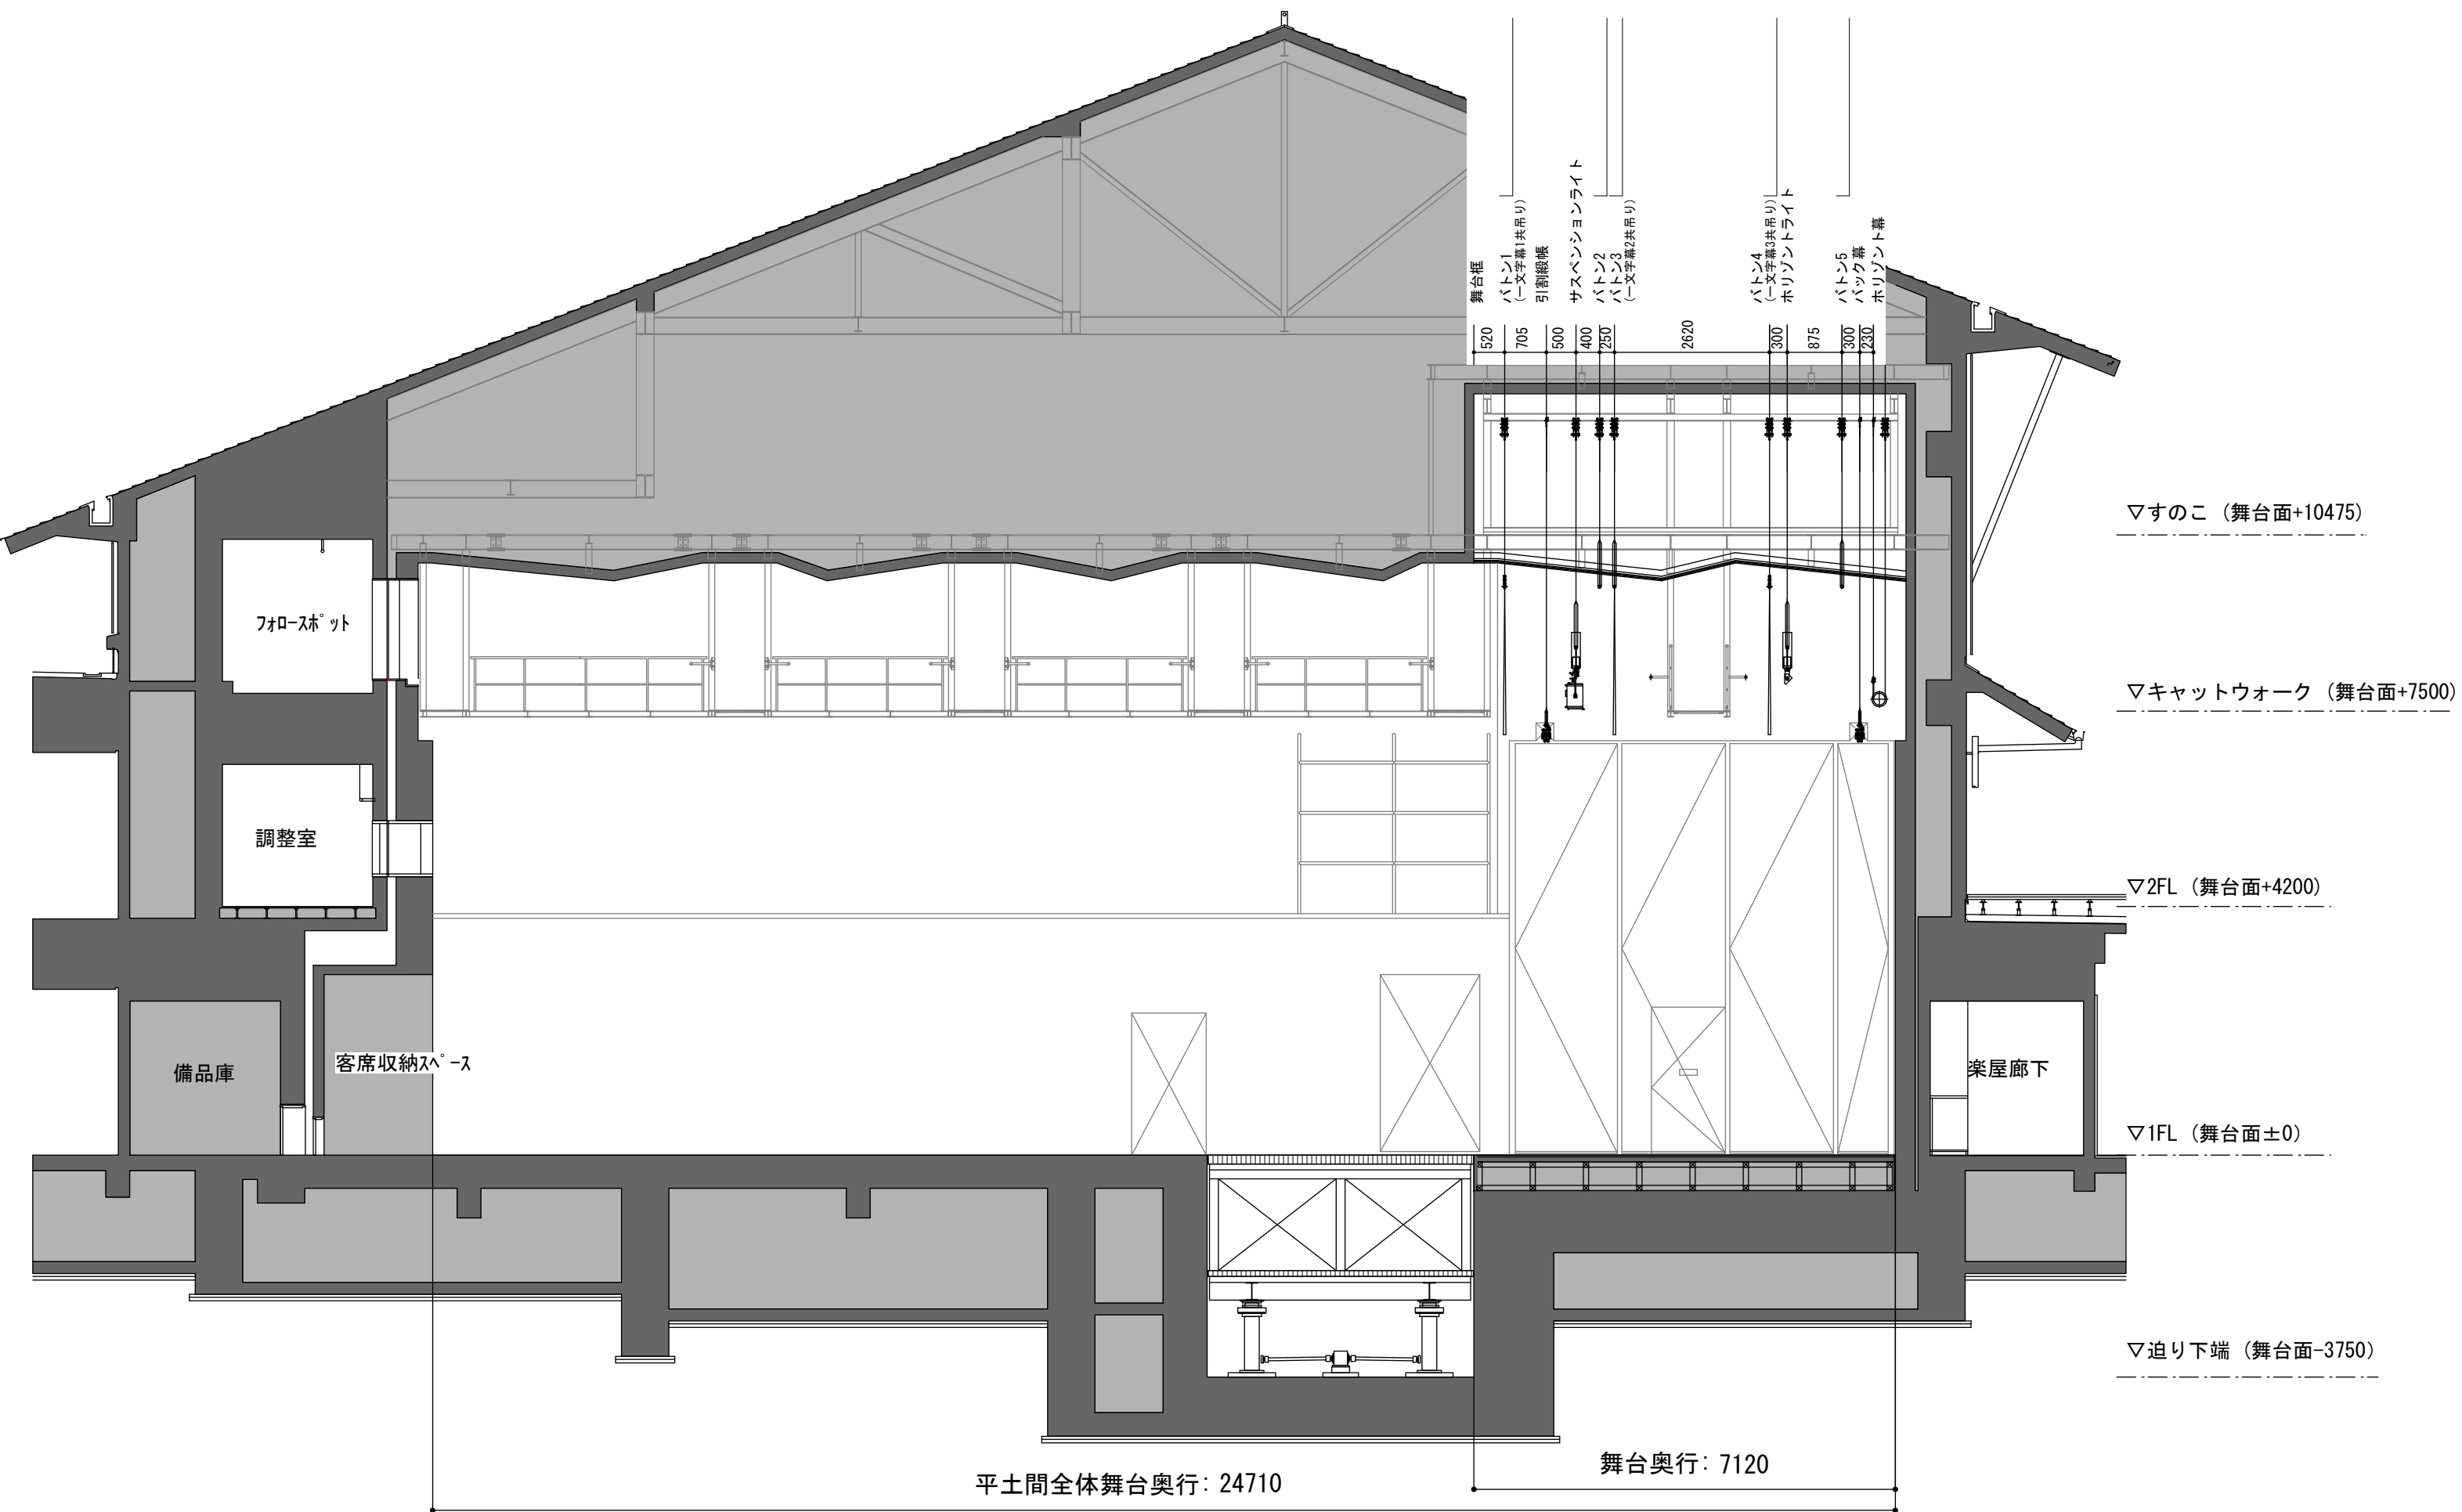 舞台框
バトン1
(一文字幕1共吊り)
引割緞帳
サスペンションライト
バトン2
バトン3
(一文字幕2共吊り)
バトン4
(一文字幕3共吊り)
ホリゾントライト
バトン5
バック幕
ホリゾント幕
520
705
500
400
250
2620
300
875
300
230
▽すのこ (舞台面+10475)
フォロースポット
▽キャットウォーク (舞台面+7500)
調整室
▽2FL (舞台面+4200)
客席収納スペース
備品庫
楽屋廊下
▽1FL (舞台面±0)
▽迫り下端 (舞台面-3750)
舞台奥行: 7120
平土間全体舞台奥行: 24710